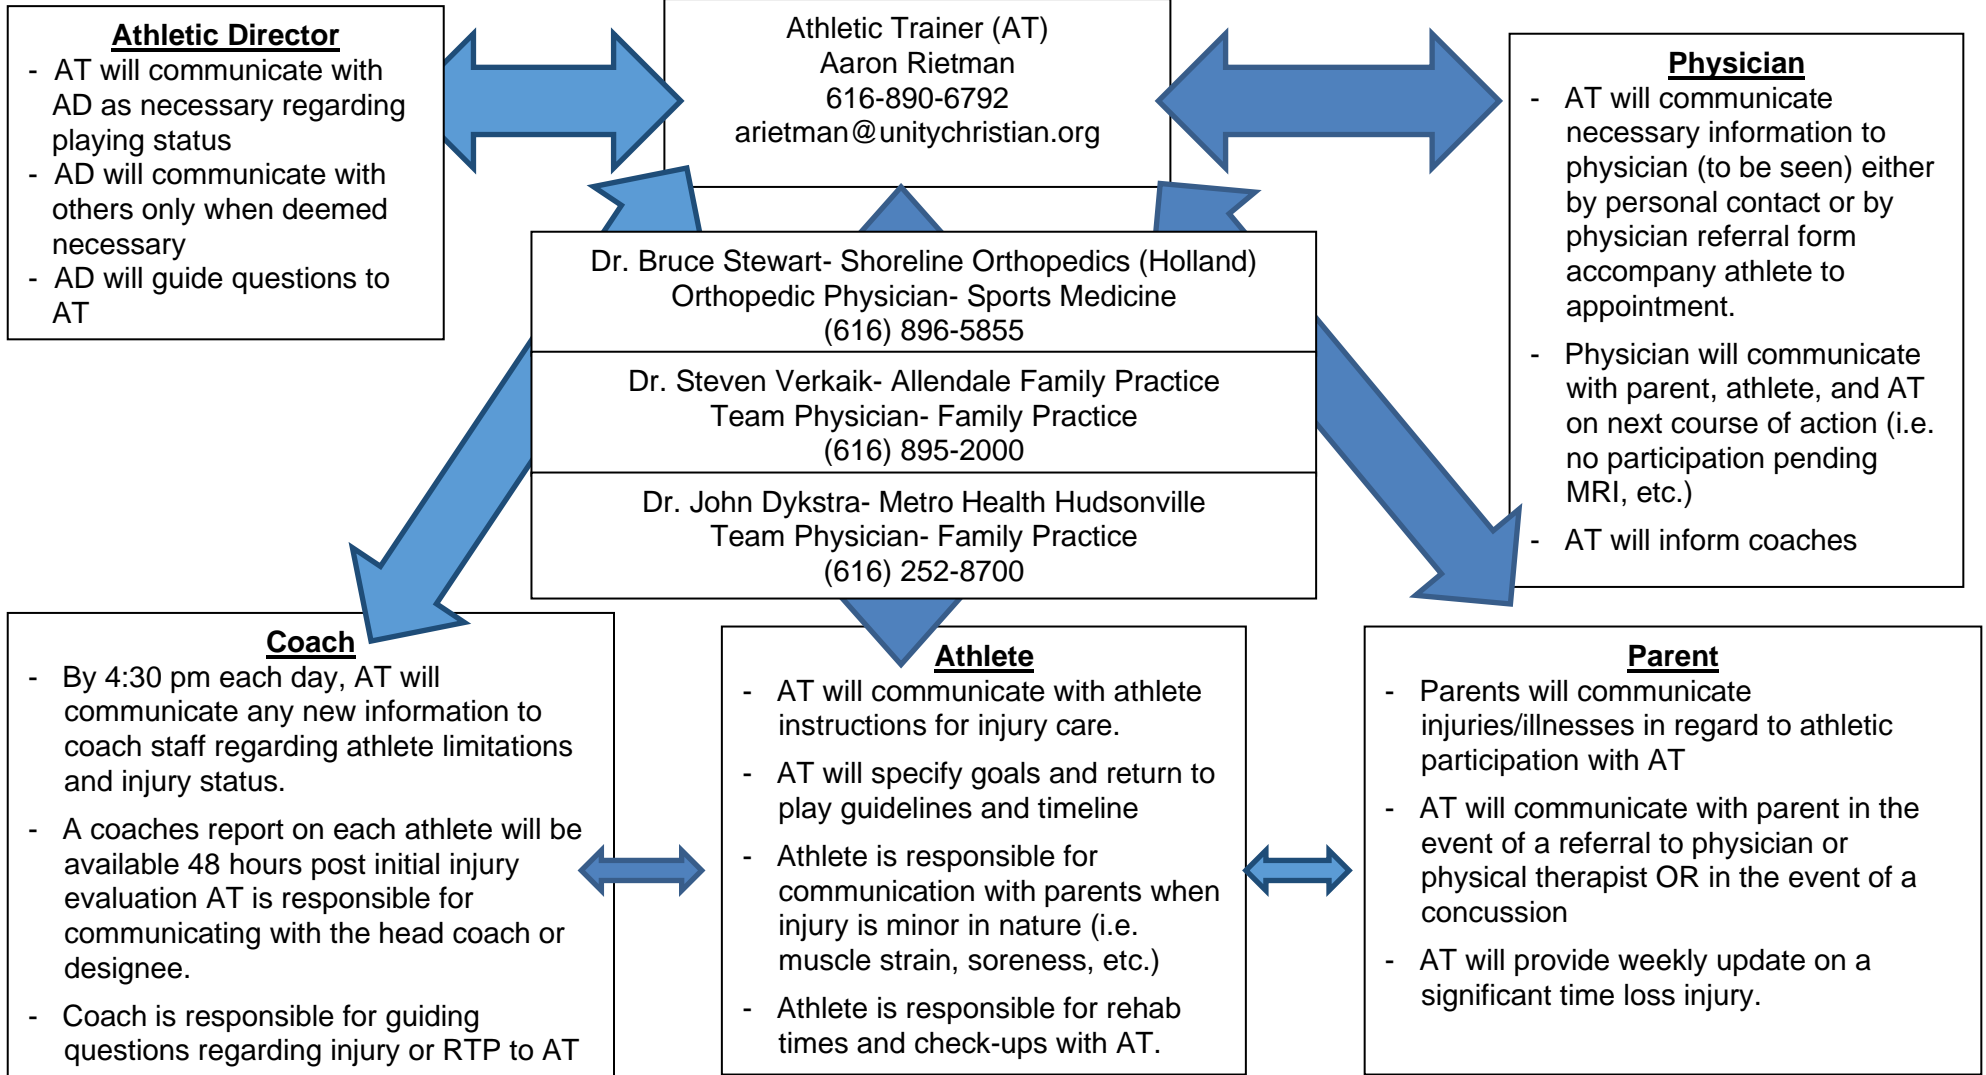 Athletic Director
- AT will communicate with
AD as necessary regarding
playing status
- AD will communicate with
others only when deemed
necessary
- AD will guide questions to
AT
Athletic Trainer (AT)
Aaron Rietman
616-890-6792
arietman@unitychristian.org
Physician
- AT will communicate
necessary information to
physician (to be seen) either
by personal contact or by
physician referral form
accompany athlete to
appointment.
- Physician will communicate
with parent, athlete, and AT
on next course of action (i.e.
no participation pending
MRI, etc.)
- AT will inform coaches
Dr. Bruce Stewart- Shoreline Orthopedics (Holland)
Orthopedic Physician- Sports Medicine
(616) 896-5855
Dr. Steven Verkaik- Allendale Family Practice
Team Physician- Family Practice
(616) 895-2000
Dr. John Dykstra- Metro Health Hudsonville
Team Physician- Family Practice
(616) 252-8700
Coach
- By 4:30 pm each day, AT will
communicate any new information to
coach staff regarding athlete limitations
and injury status.
- A coaches report on each athlete will be
available 48 hours post initial injury
evaluation AT is responsible for
communicating with the head coach or
designee.
- Coach is responsible for guiding
questions regarding injury or RTP to AT
Athlete
- AT will communicate with athlete
instructions for injury care.
- AT will specify goals and return to
play guidelines and timeline
- Athlete is responsible for
communication with parents when
injury is minor in nature (i.e.
muscle strain, soreness, etc.)
- Athlete is responsible for rehab
times and check-ups with AT.
Parent
- Parents will communicate
injuries/illnesses in regard to athletic
participation with AT
- AT will communicate with parent in the
event of a referral to physician or
physical therapist OR in the event of a
concussion
- AT will provide weekly update on a
significant time loss injury.